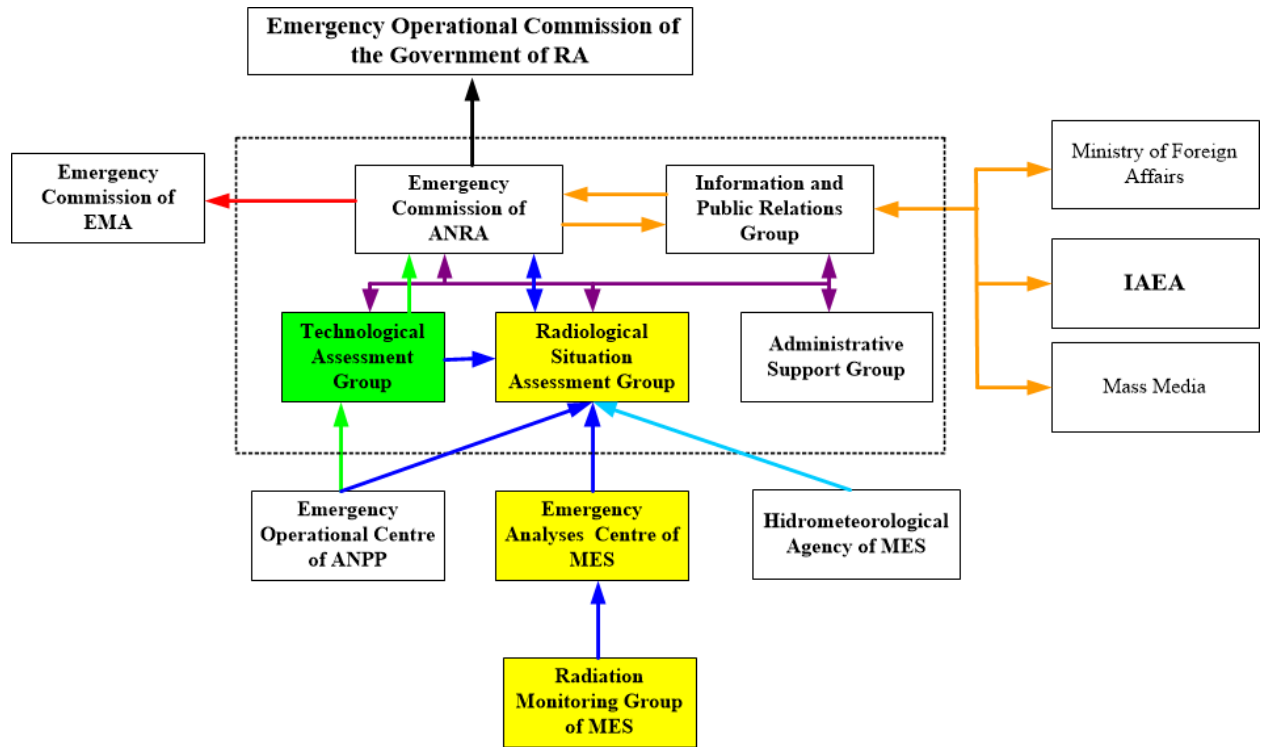 Emergency Operational Commission of
the Government of RA
Emergency
Commission of
EMA
Emergency
Commission of
ANRA
Information and
Public Relations
Group
Ministry of Foreign
Affairs
IAEA
Mass Media
Technological
Assessment
Group
Radiological
Situation
Assessment Group
Administrative
Support Group
Emergency
Operational Centre
of ANPP
Emergency
Analyses Centre of
MES
Hidrometeorological
Agency of MES
Radiation
Monitoring Group
of MES